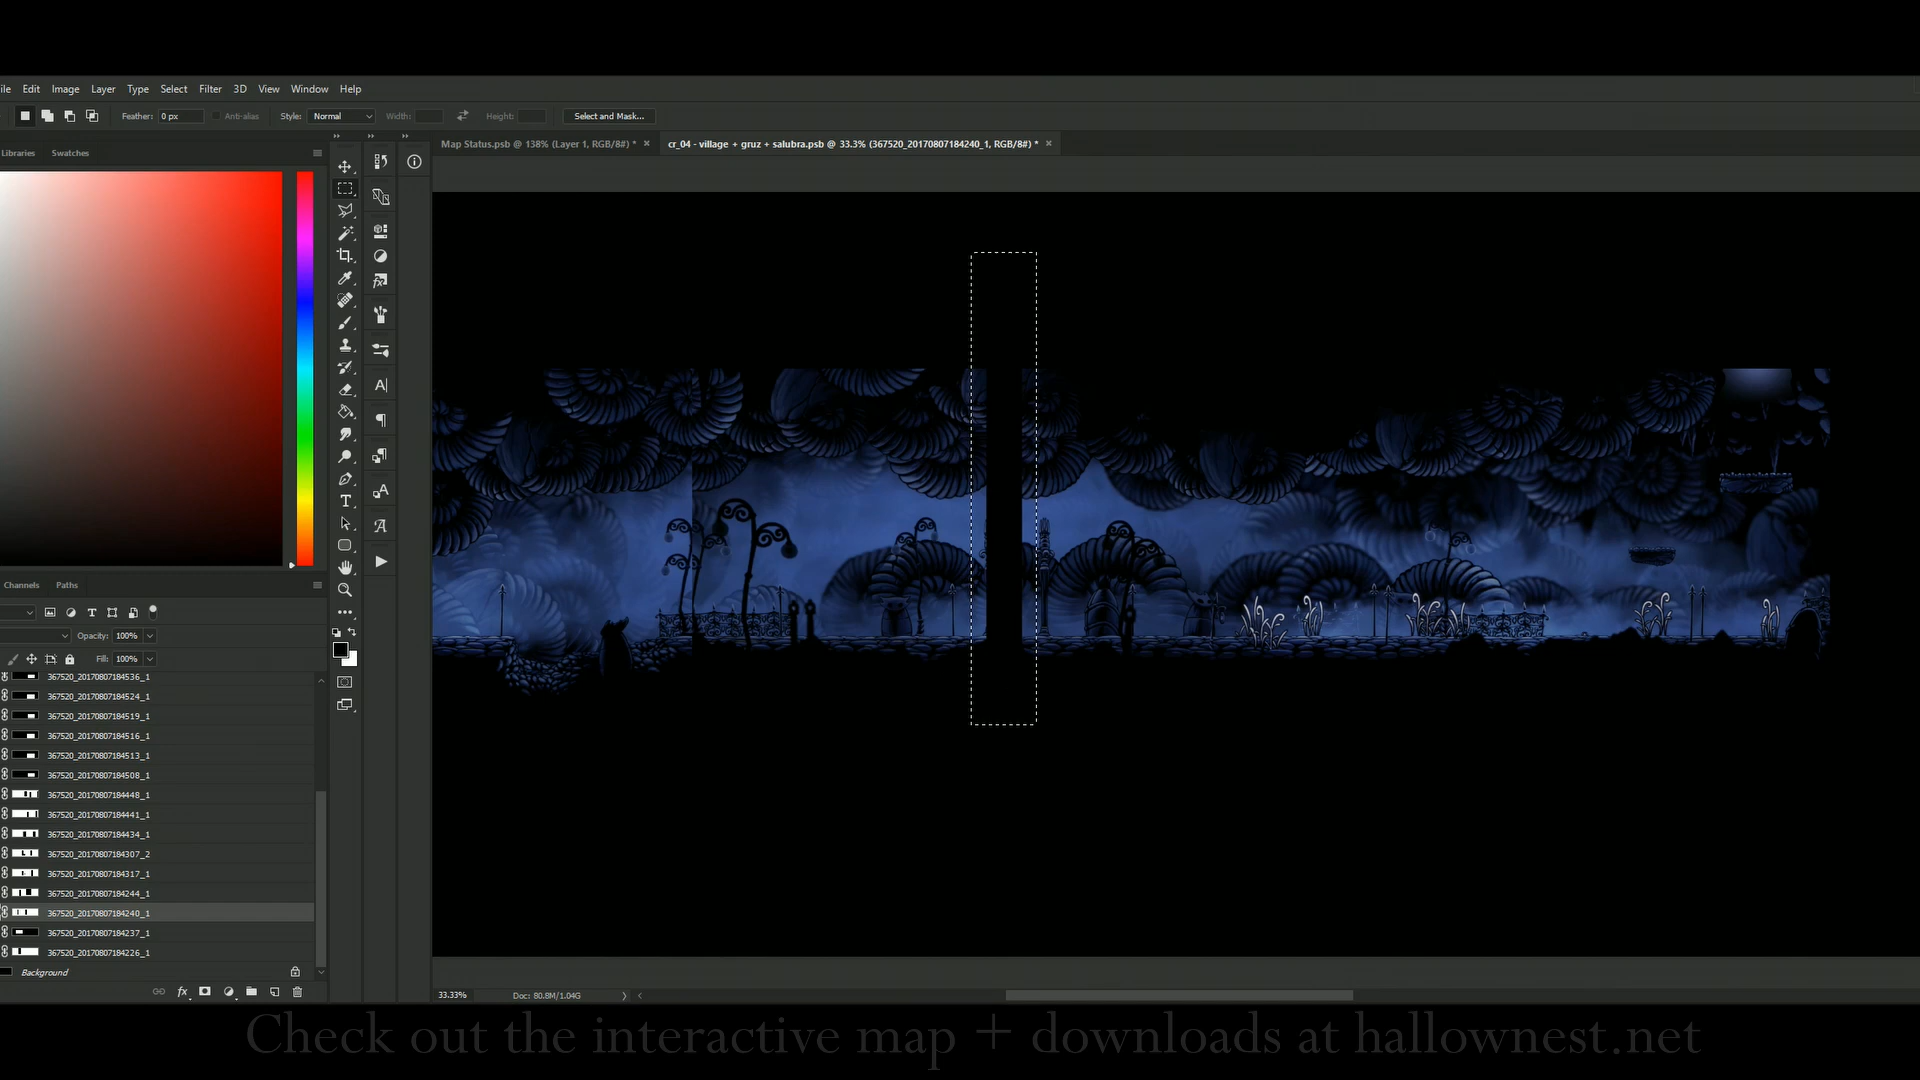 ile Edit Image Layer Type Select Filter 3D View Window Help
Feather: 0 px Anti-alias Style: Normal Width: Height: Select and Mask...
Map Status.psb @ 138% (Layer 1, RGB/8#) * cr_04 - village + gruz + salubra.psb @ 33.3% (367520_20170807184240_1, RGB/8#) *
Libraries Swatches
Channels Paths
Opacity: 100%
Fill: 100%
367520_20170807184536_1
367520_20170807184524_1
367520_20170807184519_1
367520_20170807184516_1
367520_20170807184513_1
367520_20170807184508_1
367520_20170807184448_1
367520_20170807184441_1
367520_20170807184434_1
367520_20170807184307_2
367520_20170807184317_1
367520_20170807184244_1
367520_20170807184240_1
367520_20170807184237_1
367520_20170807184226_1
Background
33.33% Doc: 80.8M/1.04G
Check out the interactive map + downloads at hallownest.net